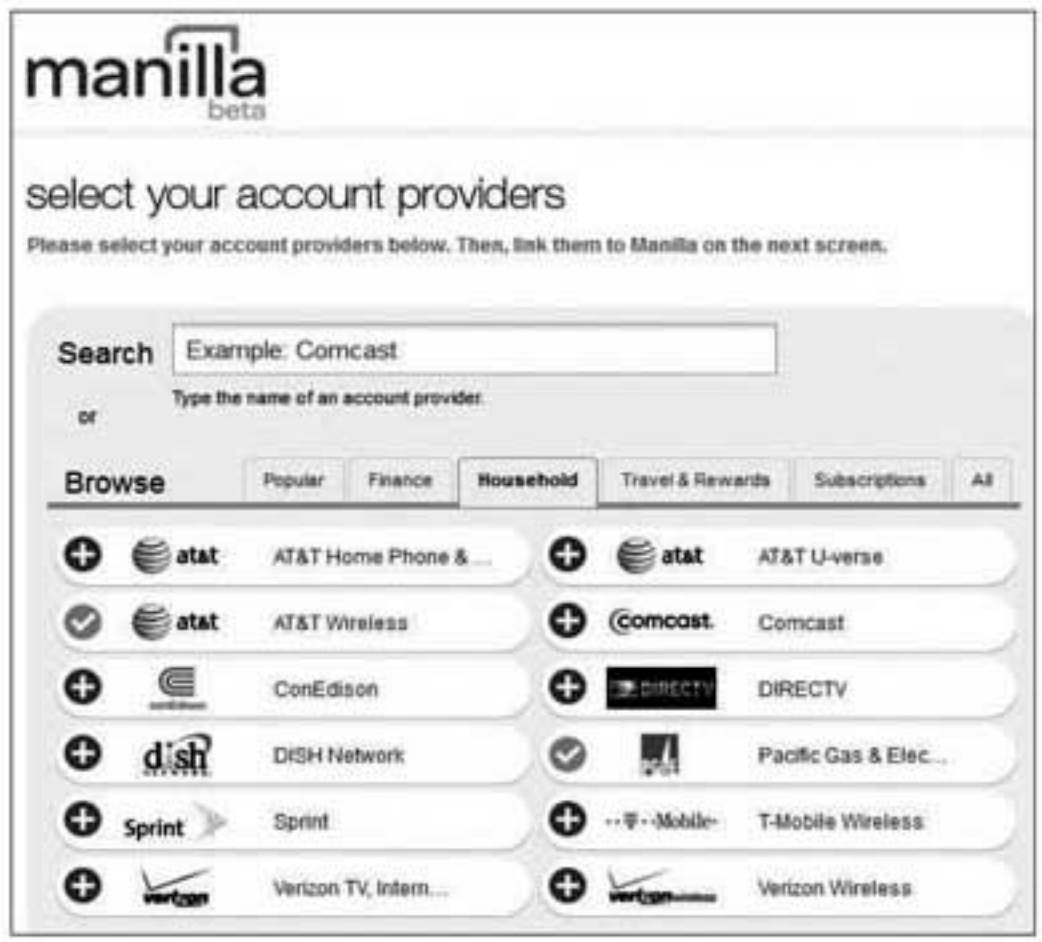 manilla
beta
select your account providers
Please select your account providers below. Then, link them to Manilla on the next screen.
Search Example: Comcast
Type the name of an account provider.
or
Browse Popular Finance Household Travel & Rewards Subscriptions All
at&t AT&T Home Phone & ... at&t AT&T U-verse
at&t AT&T Wireless comcast. Comcast
conEdison ConEdison DIRECTV DIRECTV
dish NETWORK DISH Network Pacific Gas & Elec...
Sprint Sprint T-Mobile- T-Mobile Wireless
verizon Verizon TV, Intern... verizonwireless Verizon Wireless